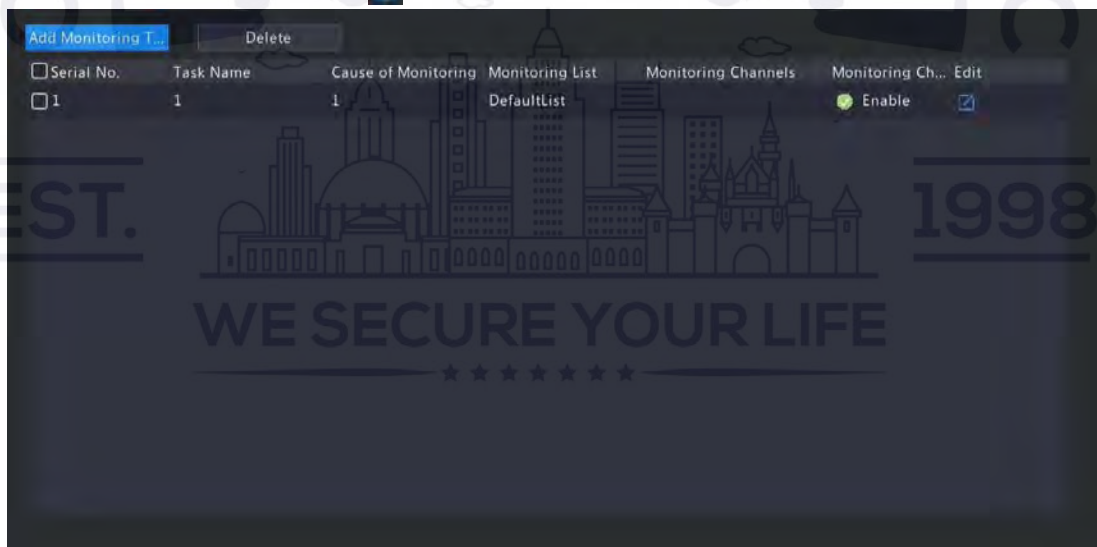 Add Monitoring T... Delete
Serial No. Task Name Cause of Monitoring Monitoring List Monitoring Channels Monitoring Ch... Edit
1 1 1 DefaultList Enable
EST. 1998
WE SECURE YOUR LIFE